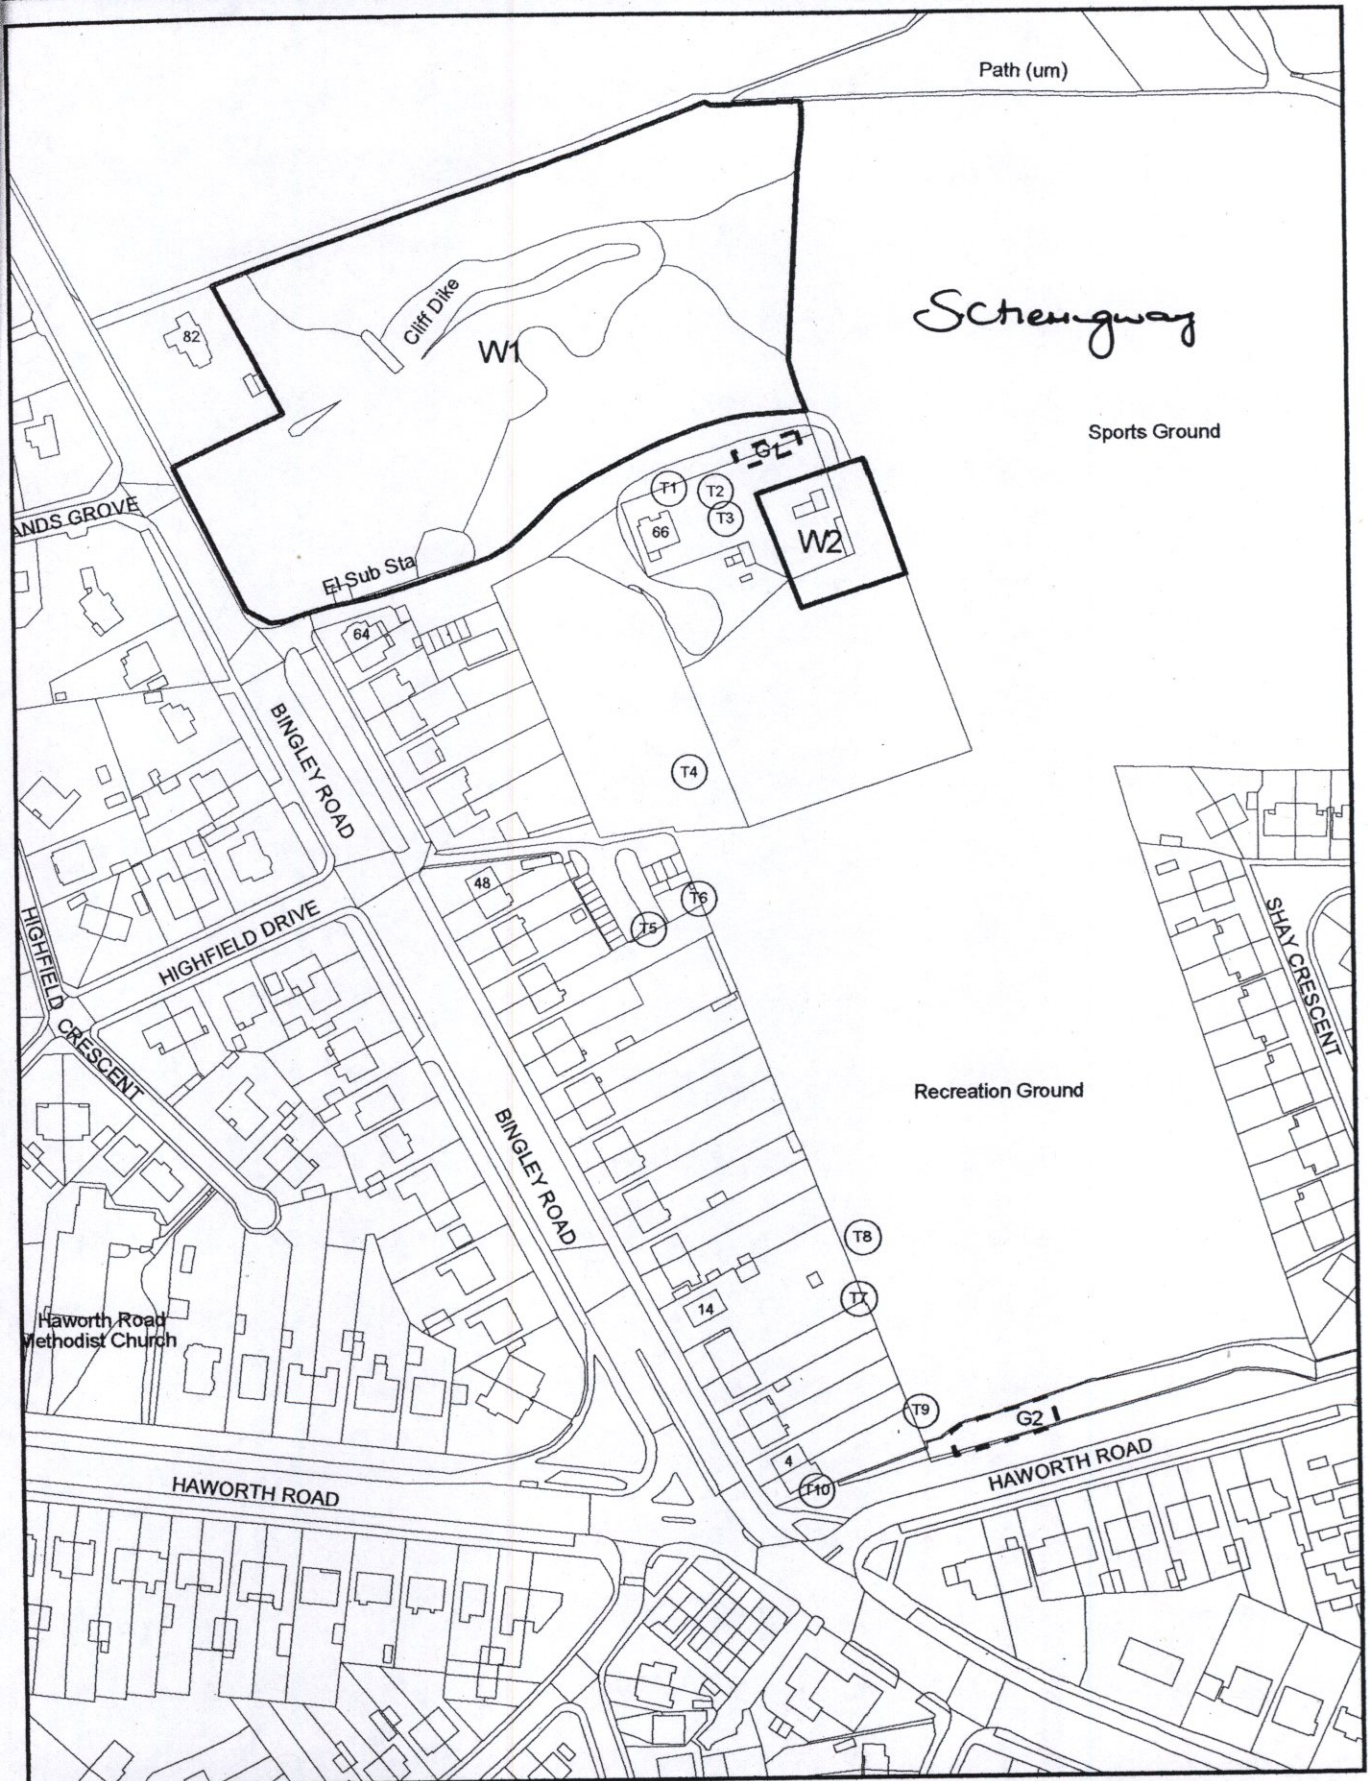 Path (um)
82
Cliff Dike
W1
Sports Ground
G1
T1
T2
T3
66
W2
ANDS GROVE
El Sub Sta
64
BINGLEY ROAD
T4
48
T6
T5
HIGHFIELD DRIVE
HIGHFIELD CRESCENT
SHAY CRESCENT
Recreation Ground
BINGLEY ROAD
T8
T7
14
Haworth Road
Methodist Church
T9
G2
4
T10
HAWORTH ROAD
HAWORTH ROAD